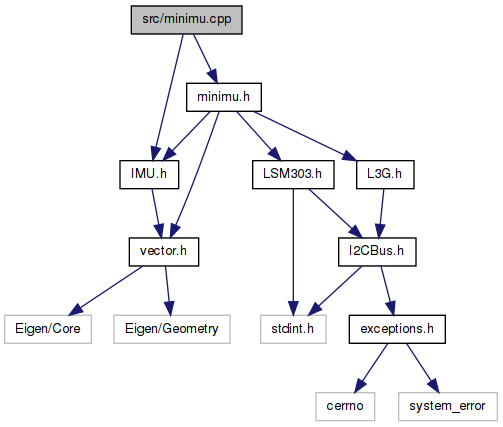 src/minimu.cpp
minimu.h
IMU.h
LSM303.h
L3G.h
vector.h
I2CBus.h
Eigen/Core
Eigen/Geometry
stdint.h
exceptions.h
cerrno
system_error